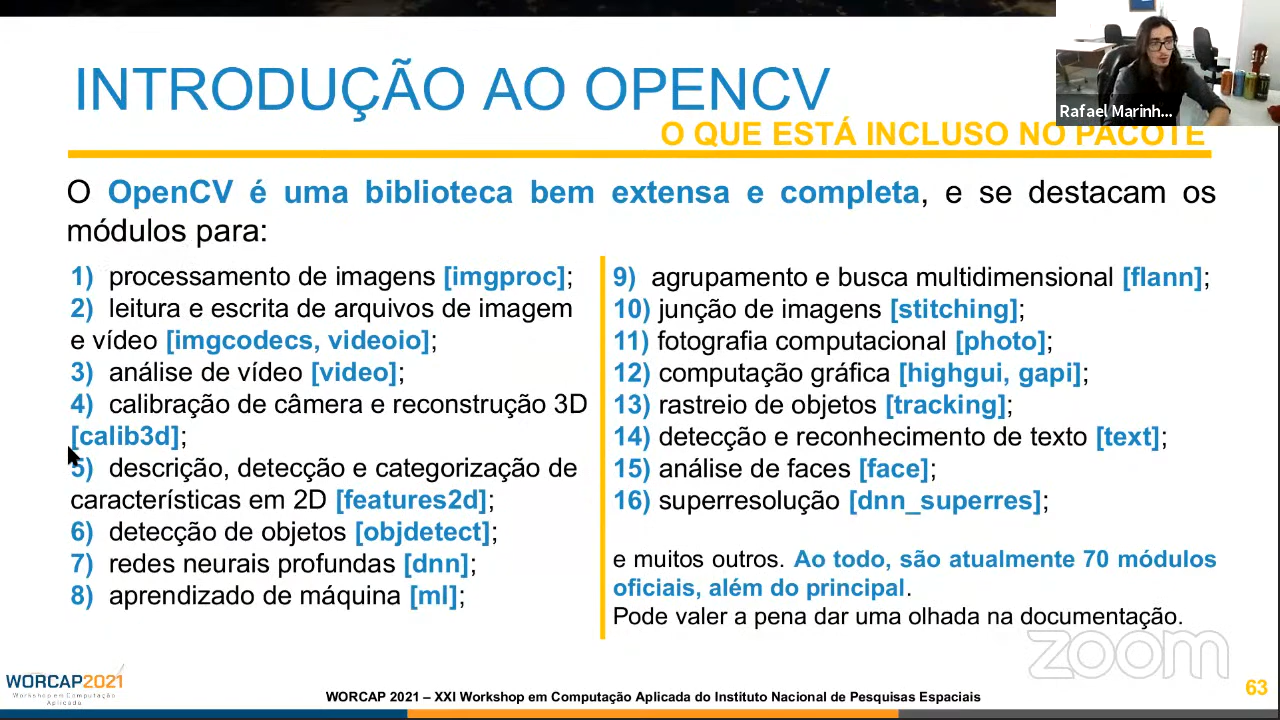 INTRODUÇÃO AO OPENCV
Rafael Marinh...
O QUE ESTÁ INCLUSO NO PACOTE
O OpenCV é uma biblioteca bem extensa e completa, e se destacam os
módulos para:
1) processamento de imagens [imgproc];
2) leitura e escrita de arquivos de imagem
e vídeo [imgcodecs, videoio];
3) análise de vídeo [video];
4) calibração de câmera e reconstrução 3D
[calib3d];
5) descrição, detecção e categorização de
características em 2D [features2d];
6) detecção de objetos [objdetect];
7) redes neurais profundas [dnn];
8) aprendizado de máquina [ml];
9) agrupamento e busca multidimensional [flann];
10) junção de imagens [stitching];
11) fotografia computacional [photo];
12) computação gráfica [highgui, gapi];
13) rastreio de objetos [tracking];
14) detecção e reconhecimento de texto [text];
15) análise de faces [face];
16) superresolução [dnn_superres];
e muitos outros. Ao todo, são atualmente 70 módulos
oficiais, além do principal.
Pode valer a pena dar uma olhada na documentação.
zoom
WORCAP2021
Workshop em Computação
Aplicada
WORCAP 2021 – XXI Workshop em Computação Aplicada do Instituto Nacional de Pesquisas Espaciais
63